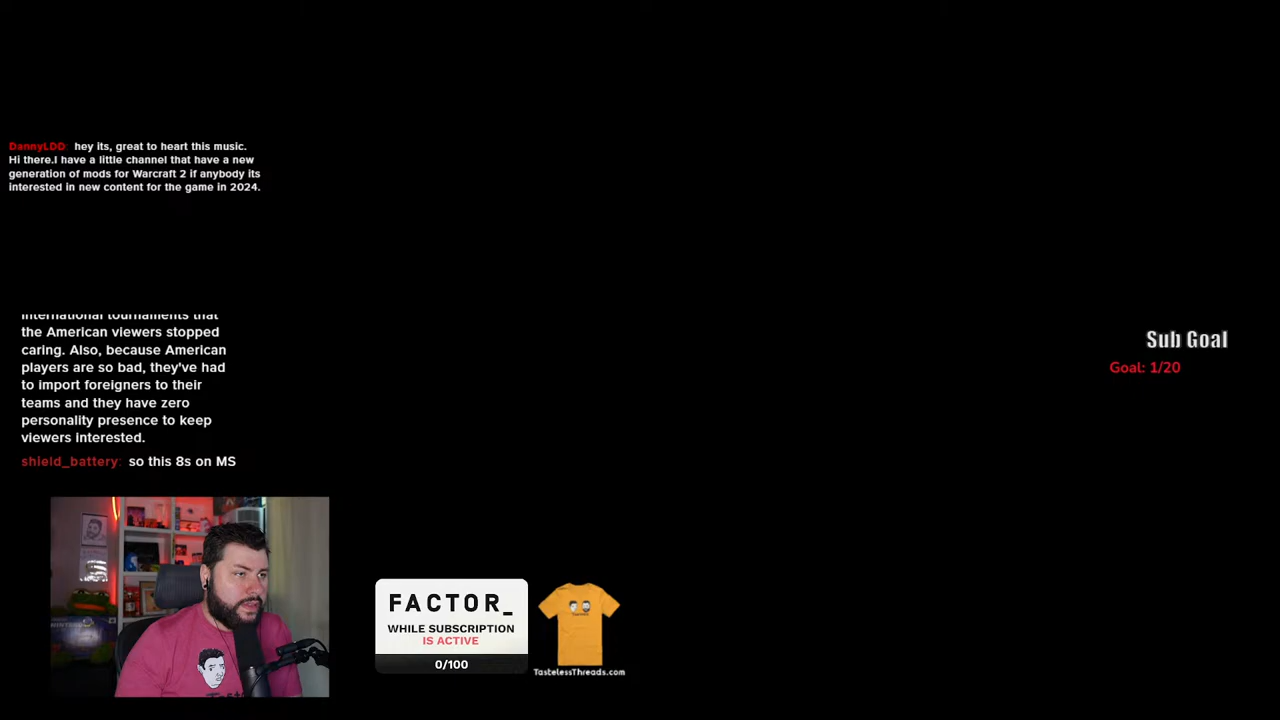 DannyLDD: hey its, great to heart this music.
Hi there.I have a little channel that have a new
generation of mods for Warcraft 2 if anybody its
interested in new content for the game in 2024.
international tournaments that
the American viewers stopped
caring. Also, because American
players are so bad, they've had
to import foreigners to their
teams and they have zero
personality presence to keep
viewers interested.
shield_battery: so this 8s on MS
Sub Goal
Goal: 1/20
FACTOR_
WHILE SUBSCRIPTION
IS ACTIVE
0/100
TastelessThreads.com